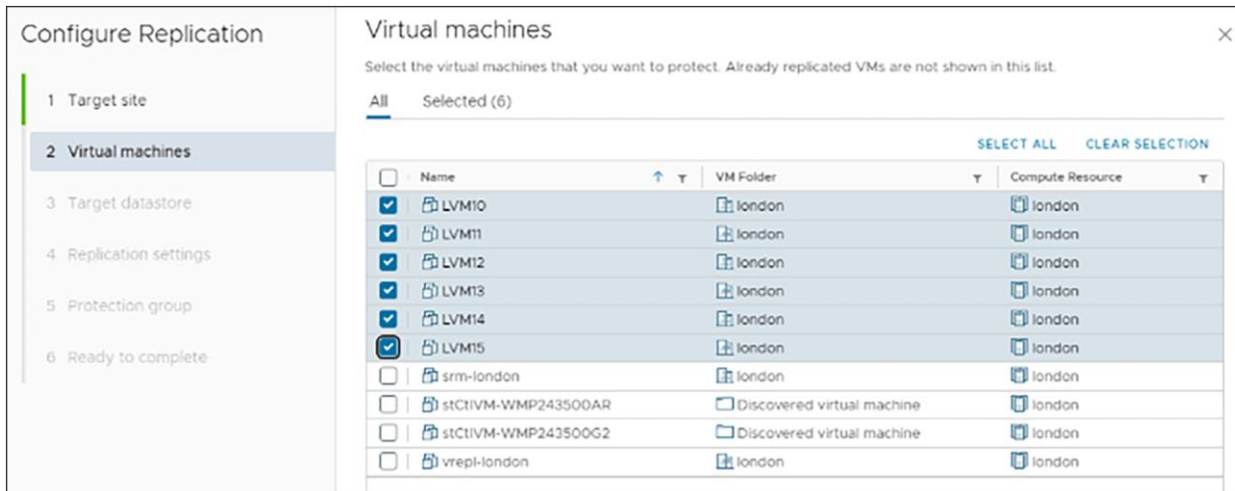 Configure Replication
1 Target site
2 Virtual machines
3 Target datastore
4 Replication settings
5 Protection group
6 Ready to complete
Virtual machines
Select the virtual machines that you want to protect. Already replicated VMs are not shown in this list.
All Selected (6)
SELECT ALL CLEAR SELECTION
Name VM Folder Compute Resource
LVM10 london london
LVM11 london london
LVM12 london london
LVM13 london london
LVM14 london london
LVM15 london london
srm-london london london
stCtlVM-WMP243500AR Discovered virtual machine london
stCtlVM-WMP243500G2 Discovered virtual machine london
vrepl-london london london